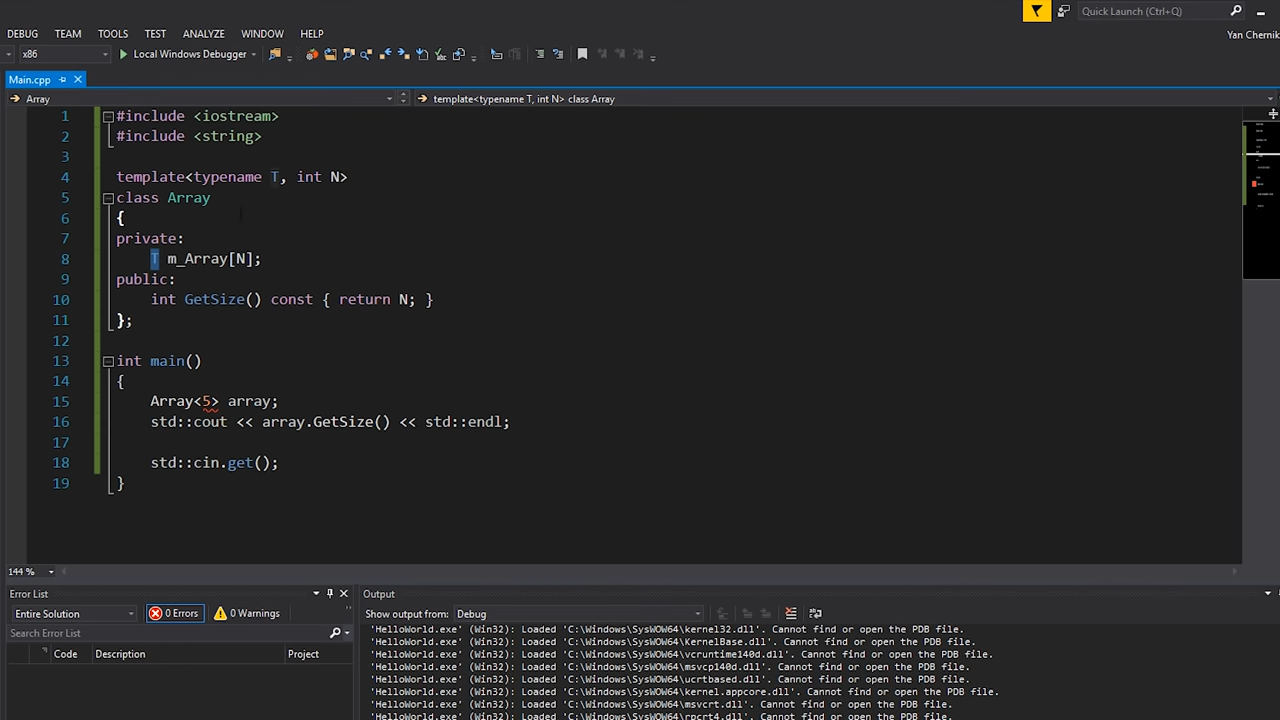 Quick Launch (Ctrl+Q)
DEBUG TEAM TOOLS TEST ANALYZE WINDOW HELP
Yan Chernik
x86 Local Windows Debugger
Main.cpp
Array template<typename T, int N> class Array
1 #include <iostream>
2 #include <string>
3
4 template<typename T, int N>
5 class Array
6 {
7 private:
8 T m_Array[N];
9 public:
10 int GetSize() const { return N; }
11 };
12
13 int main()
14 {
15 Array<5> array;
16 std::cout << array.GetSize() << std::endl;
17
18 std::cin.get();
19 }
144 %
Error List
Output
Entire Solution 0 Errors 0 Warnings
Show output from: Debug
Search Error List
Code Description Project
'HelloWorld.exe' (Win32): Loaded 'C:\Windows\SysWOW64\kernel32.dll'. Cannot find or open the PDB file.
'HelloWorld.exe' (Win32): Loaded 'C:\Windows\SysWOW64\KernelBase.dll'. Cannot find or open the PDB file.
'HelloWorld.exe' (Win32): Loaded 'C:\Windows\SysWOW64\vcruntime140d.dll'. Cannot find or open the PDB file.
'HelloWorld.exe' (Win32): Loaded 'C:\Windows\SysWOW64\msvcp140d.dll'. Cannot find or open the PDB file.
'HelloWorld.exe' (Win32): Loaded 'C:\Windows\SysWOW64\ucrtbased.dll'. Cannot find or open the PDB file.
'HelloWorld.exe' (Win32): Loaded 'C:\Windows\SysWOW64\kernel.appcore.dll'. Cannot find or open the PDB file.
'HelloWorld.exe' (Win32): Loaded 'C:\Windows\SysWOW64\msvcrt.dll'. Cannot find or open the PDB file.
'HelloWorld.exe' (Win32): Loaded 'C:\Windows\SysWOW64\rpcrt4.dll'. Cannot find or open the PDB file.